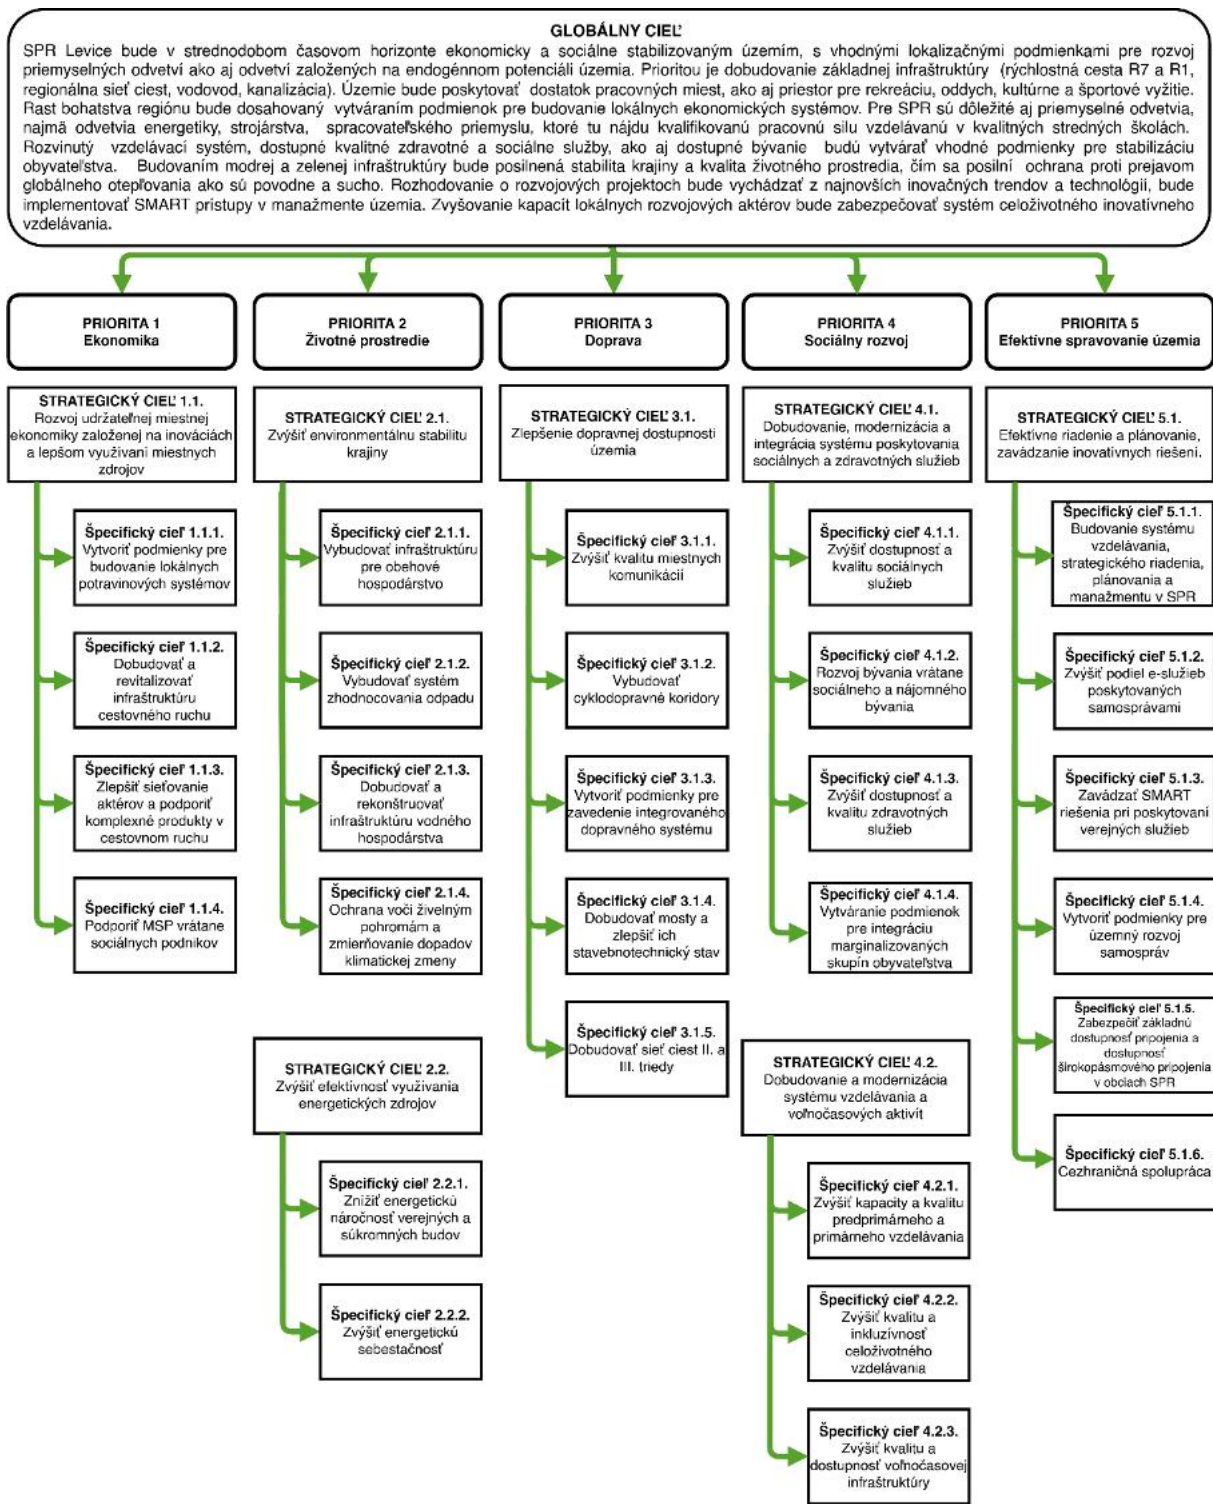 GLOBÁLNY CIEĽ
SPR Levice bude v strednodobom časovom horizonte ekonomicky a sociálne stabilizovaným územím, s vhodnými lokalizačnými podmienkami pre rozvoj
priemyselných odvetví ako aj odvetví založených na endogénnom potenciáli územia. Prioritou je dobudovanie základnej infraštruktúry (rýchlostná cesta R7 a R1,
regionálna sieť ciest, vodovod, kanalizácia). Územie bude poskytovať dostatok pracovných miest, ako aj priestor pre rekreáciu, oddych, kultúrne a športové vyžitie.
Rast bohatstva regiónu bude dosahovaný vytváraním podmienok pre budovanie lokálnych ekonomických systémov. Pre SPR sú dôležité aj priemyselné odvetvia,
najmä odvetvia energetiky, strojárstva, spracovateľského priemyslu, ktoré tu nájdu kvalifikovanú pracovnú silu vzdelávanú v kvalitných stredných školách.
Rozvinutý vzdelávací systém, dostupné kvalitné zdravotné a sociálne služby, ako aj dostupné bývanie budú vytvárať vhodné podmienky pre stabilizáciu
obyvateľstva. Budovaním modrej a zelenej infraštruktúry bude posilnená stabilita krajiny a kvalita životného prostredia, čím sa posilní ochrana proti prejavom
globálneho otepľovania ako sú povodne a sucho. Rozhodovanie o rozvojových projektoch bude vychádzať z najnovších inovačných trendov a technológií, bude
implementovať SMART prístupy v manažmente územia. Zvyšovanie kapacít lokálnych rozvojových aktérov bude zabezpečovať systém celoživotného inovatívneho
vzdelávania.
PRIORITA 1
Ekonomika
PRIORITA 2
Životné prostredie
PRIORITA 3
Doprava
PRIORITA 4
Sociálny rozvoj
PRIORITA 5
Efektívne spravovanie územia
STRATEGICKÝ CIEĽ 1.1.
Rozvoj udržateľnej miestnej
ekonomiky založenej na inováciách
a lepšom využívaní miestnych
zdrojov
STRATEGICKÝ CIEĽ 2.1.
Zvýšiť environmentálnu stabilitu
krajiny
STRATEGICKÝ CIEĽ 3.1.
Zlepšenie dopravnej dostupnosti
územia
STRATEGICKÝ CIEĽ 4.1.
Dobudovanie, modernizácia a
integrácia systému poskytovania
sociálnych a zdravotných služieb
STRATEGICKÝ CIEĽ 5.1.
Efektívne riadenie a plánovanie,
zavádzanie inovatívnych riešení.
Špecifický cieľ 1.1.1.
Vytvoriť podmienky pre
budovanie lokálnych
potravinových systémov
Špecifický cieľ 2.1.1.
Vybudovať infraštruktúru
pre obehové
hospodárstvo
Špecifický cieľ 3.1.1.
Zvýšiť kvalitu miestnych
komunikácií
Špecifický cieľ 4.1.1.
Zvýšiť dostupnosť a
kvalitu sociálnych
služieb
Špecifický cieľ 5.1.1.
Budovanie systému
vzdelávania,
strategického riadenia,
plánovania a
manažmentu v SPR
Špecifický cieľ 1.1.2.
Dobudovať a
revitalizovať
infraštruktúru
cestovného ruchu
Špecifický cieľ 2.1.2.
Vybudovať systém
zhodnocovania odpadu
Špecifický cieľ 3.1.2.
Vybudovať
cyklodopravné koridory
Špecifický cieľ 4.1.2.
Rozvoj bývania vrátane
sociálneho a nájomného
bývania
Špecifický cieľ 5.1.2.
Zvýšiť podiel e-služieb
poskytovaných
samosprávami
Špecifický cieľ 1.1.3.
Zlepšiť sieťovanie
aktérov a podporiť
komplexné produkty v
cestovnom ruchu
Špecifický cieľ 2.1.3.
Dobudovať a
rekonštruovať
infraštruktúru vodného
hospodárstva
Špecifický cieľ 3.1.3.
Vytvoriť podmienky pre
zavedenie integrovaného
dopravného systému
Špecifický cieľ 4.1.3.
Zvýšiť dostupnosť a
kvalitu zdravotných
služieb
Špecifický cieľ 5.1.3.
Zavádzať SMART
riešenia pri poskytovaní
verejných služieb
Špecifický cieľ 1.1.4.
Podporiť MSP vrátane
sociálnych podnikov
Špecifický cieľ 2.1.4.
Ochrana voči živelným
pohromám a
zmierňovanie dopadov
klimatickej zmeny
Špecifický cieľ 3.1.4.
Dobudovať mosty a
zlepšiť ich
stavebnotechnický stav
Špecifický cieľ 4.1.4.
Vytváranie podmienok
pre integráciu
marginalizovaných
skupín obyvateľstva
Špecifický cieľ 5.1.4.
Vytvoriť podmienky
pre územný rozvoj
samospráv
STRATEGICKÝ CIEĽ 2.2.
Zvýšiť efektívnosť využívania
energetických zdrojov
Špecifický cieľ 3.1.5.
Dobudovať sieť ciest II. a
III. triedy
STRATEGICKÝ CIEĽ 4.2.
Dobudovanie a modernizácia
systému vzdelávania a
voľnočasových aktivít
Špecifický cieľ 5.1.5.
Zabezpečiť základnú
dostupnosť pripojenia a
dostupnosť
širokopásmového pripojenia
v obciach SPR
Špecifický cieľ 2.2.1.
Znížiť energetickú
náročnosť verejných a
súkromných budov
Špecifický cieľ 4.2.1.
Zvýšiť kapacity a kvalitu
predprimárneho a
primárneho vzdelávania
Špecifický cieľ 5.1.6.
Cezhraničná spolupráca
Špecifický cieľ 2.2.2.
Zvýšiť energetickú
sebestačnosť
Špecifický cieľ 4.2.2.
Zvýšiť kvalitu a
inkluzívnosť
celoživotného
vzdelávania
Špecifický cieľ 4.2.3.
Zvýšiť kvalitu a
dostupnosť voľnočasovej
infraštruktúry